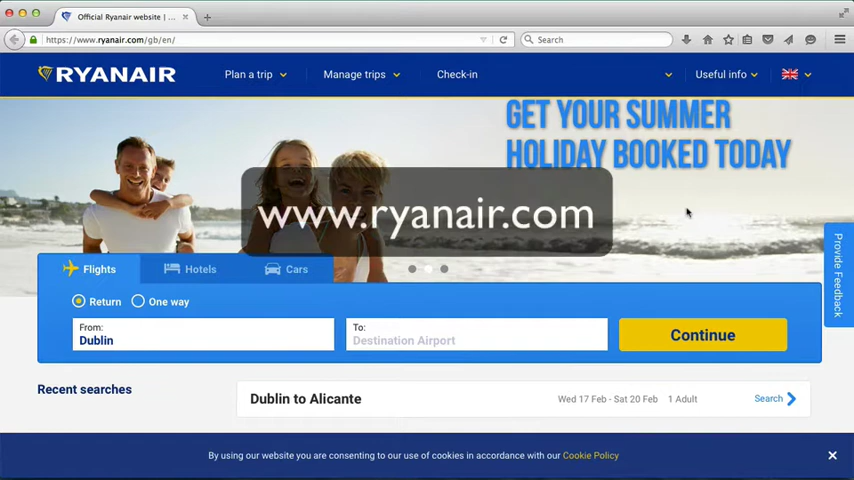 Official Ryanair website | ...
https://www.ryanair.com/gb/en/
Search
RYANAIR
Plan a trip
Manage trips
Check-in
Useful info
GET YOUR SUMMER
HOLIDAY BOOKED TODAY
www.ryanair.com
Provide Feedback
Flights
Hotels
Cars
Return
One way
From:
Dublin
To:
Destination Airport
Continue
Recent searches
Dublin to Alicante
Wed 17 Feb - Sat 20 Feb
1 Adult
Search
By using our website you are consenting to our use of cookies in accordance with our Cookie Policy